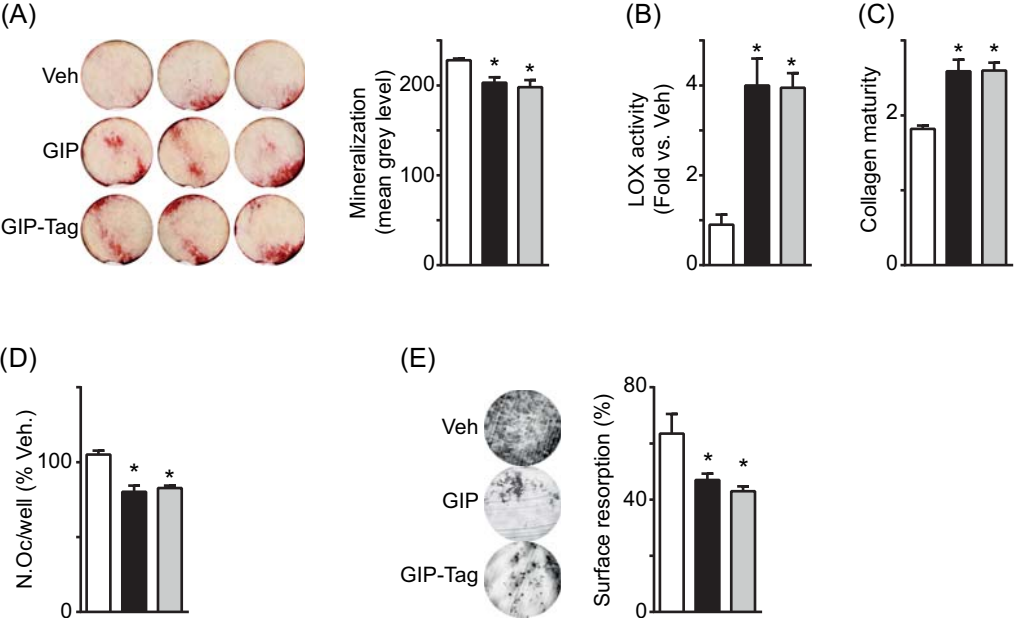 (A)
Veh
GIP
GIP-Tag
Mineralization
(mean grey level)
200
100
0
* *
(B)
LOX activity
(Fold vs. Veh)
4
2
0
* *
(C)
Collagen maturity
2
0
* *
(D)
N.Oc/well (% Veh.)
100
0
* *
(E)
Veh
GIP
GIP-Tag
Surface resorption (%)
80
40
0
* *